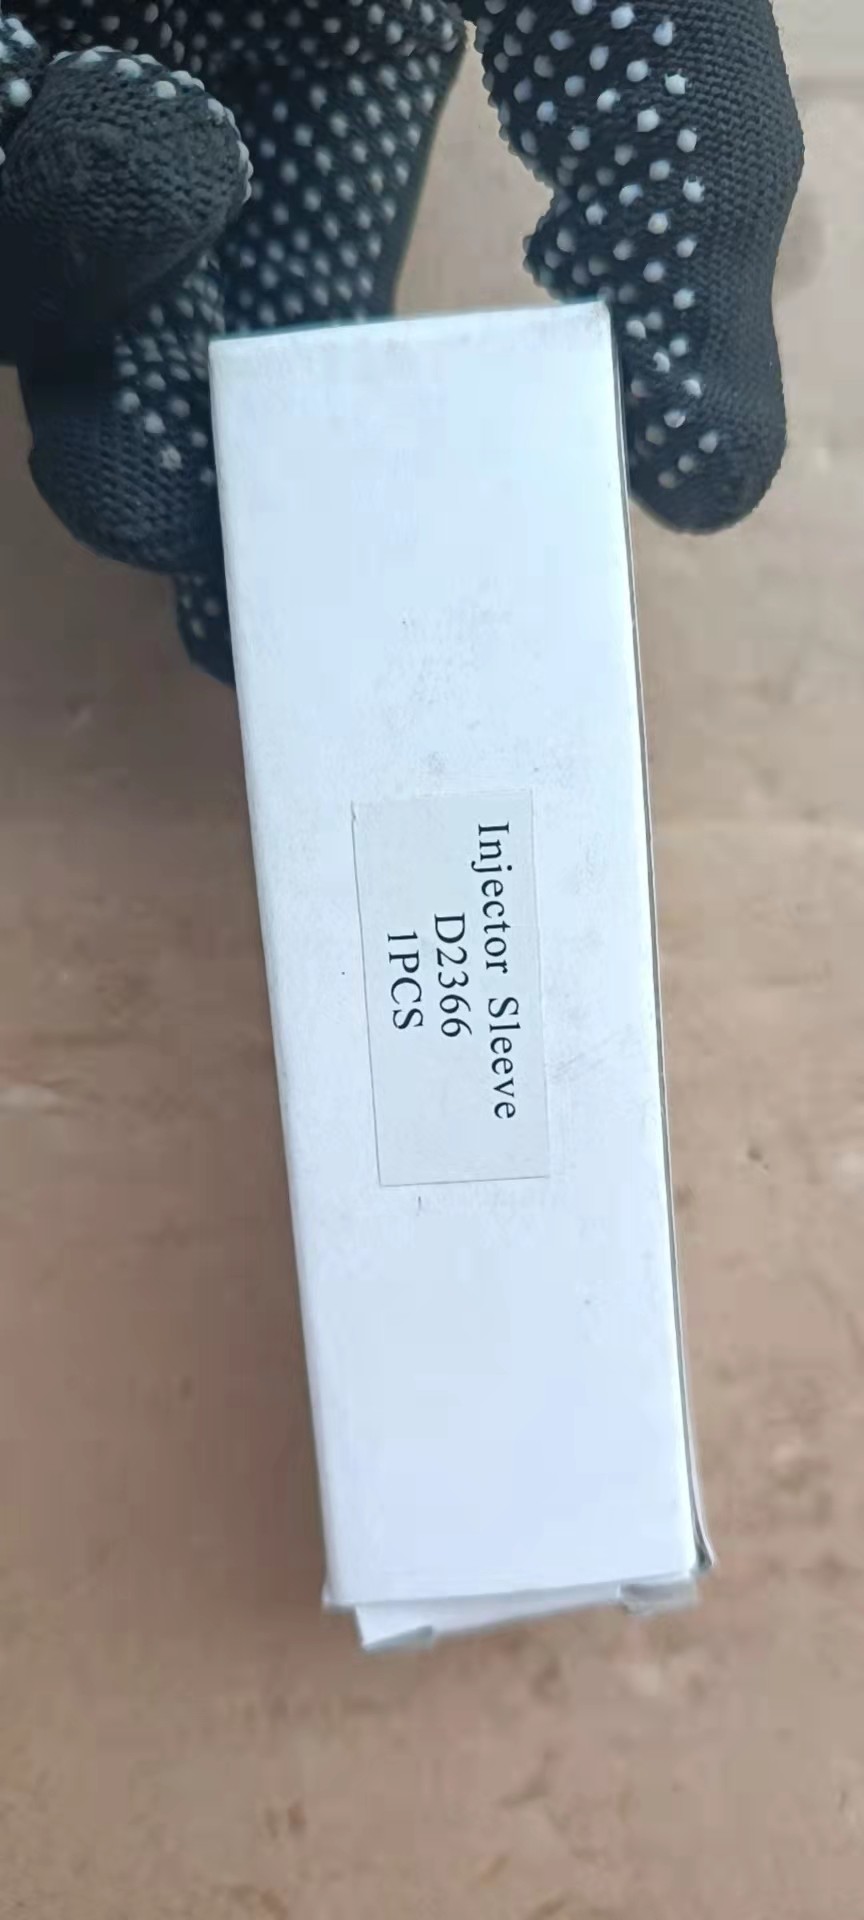 Injector Sleeve
D2366
1PCS